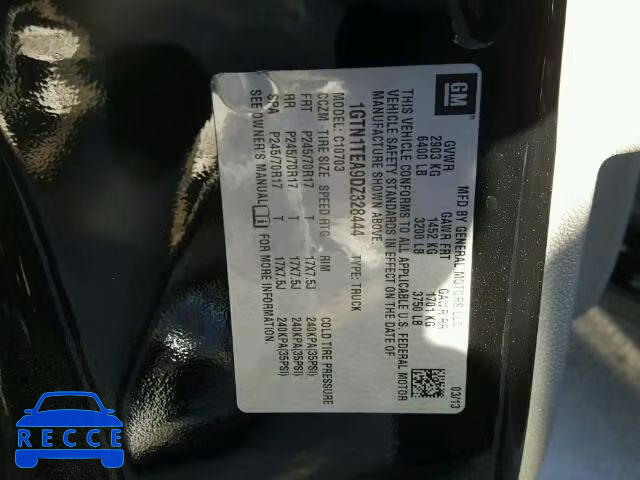 GM
®
MFD BY GENERAL MOTORS LLC
03/13
GVWR GAWR FRT GAWR RR
2903 KG 1452 KG 1701 KG
6400 LB 3200 LB 3750 LB
THIS VEHICLE CONFORMS TO ALL APPLICABLE U.S. FEDERAL MOTOR
VEHICLE SAFETY STANDARDS IN EFFECT ON THE DATE OF
MANUFACTURE SHOWN ABOVE.
1GTN1TEA9DZ328444 TYPE: TRUCK
C10703
CCZM TIRE SIZE SPEED RTG RIM COLD TIRE PRESSURE
FRT P245/70R17 T 17X7.5J 240KPA(35PSI)
RR P245/70R17 T 17X7.5J 240KPA(35PSI)
SPA P245/70R17 T 17X7.5J 240KPA(35PSI)
SEE OWNER'S MANUAL FOR MORE INFORMATION.